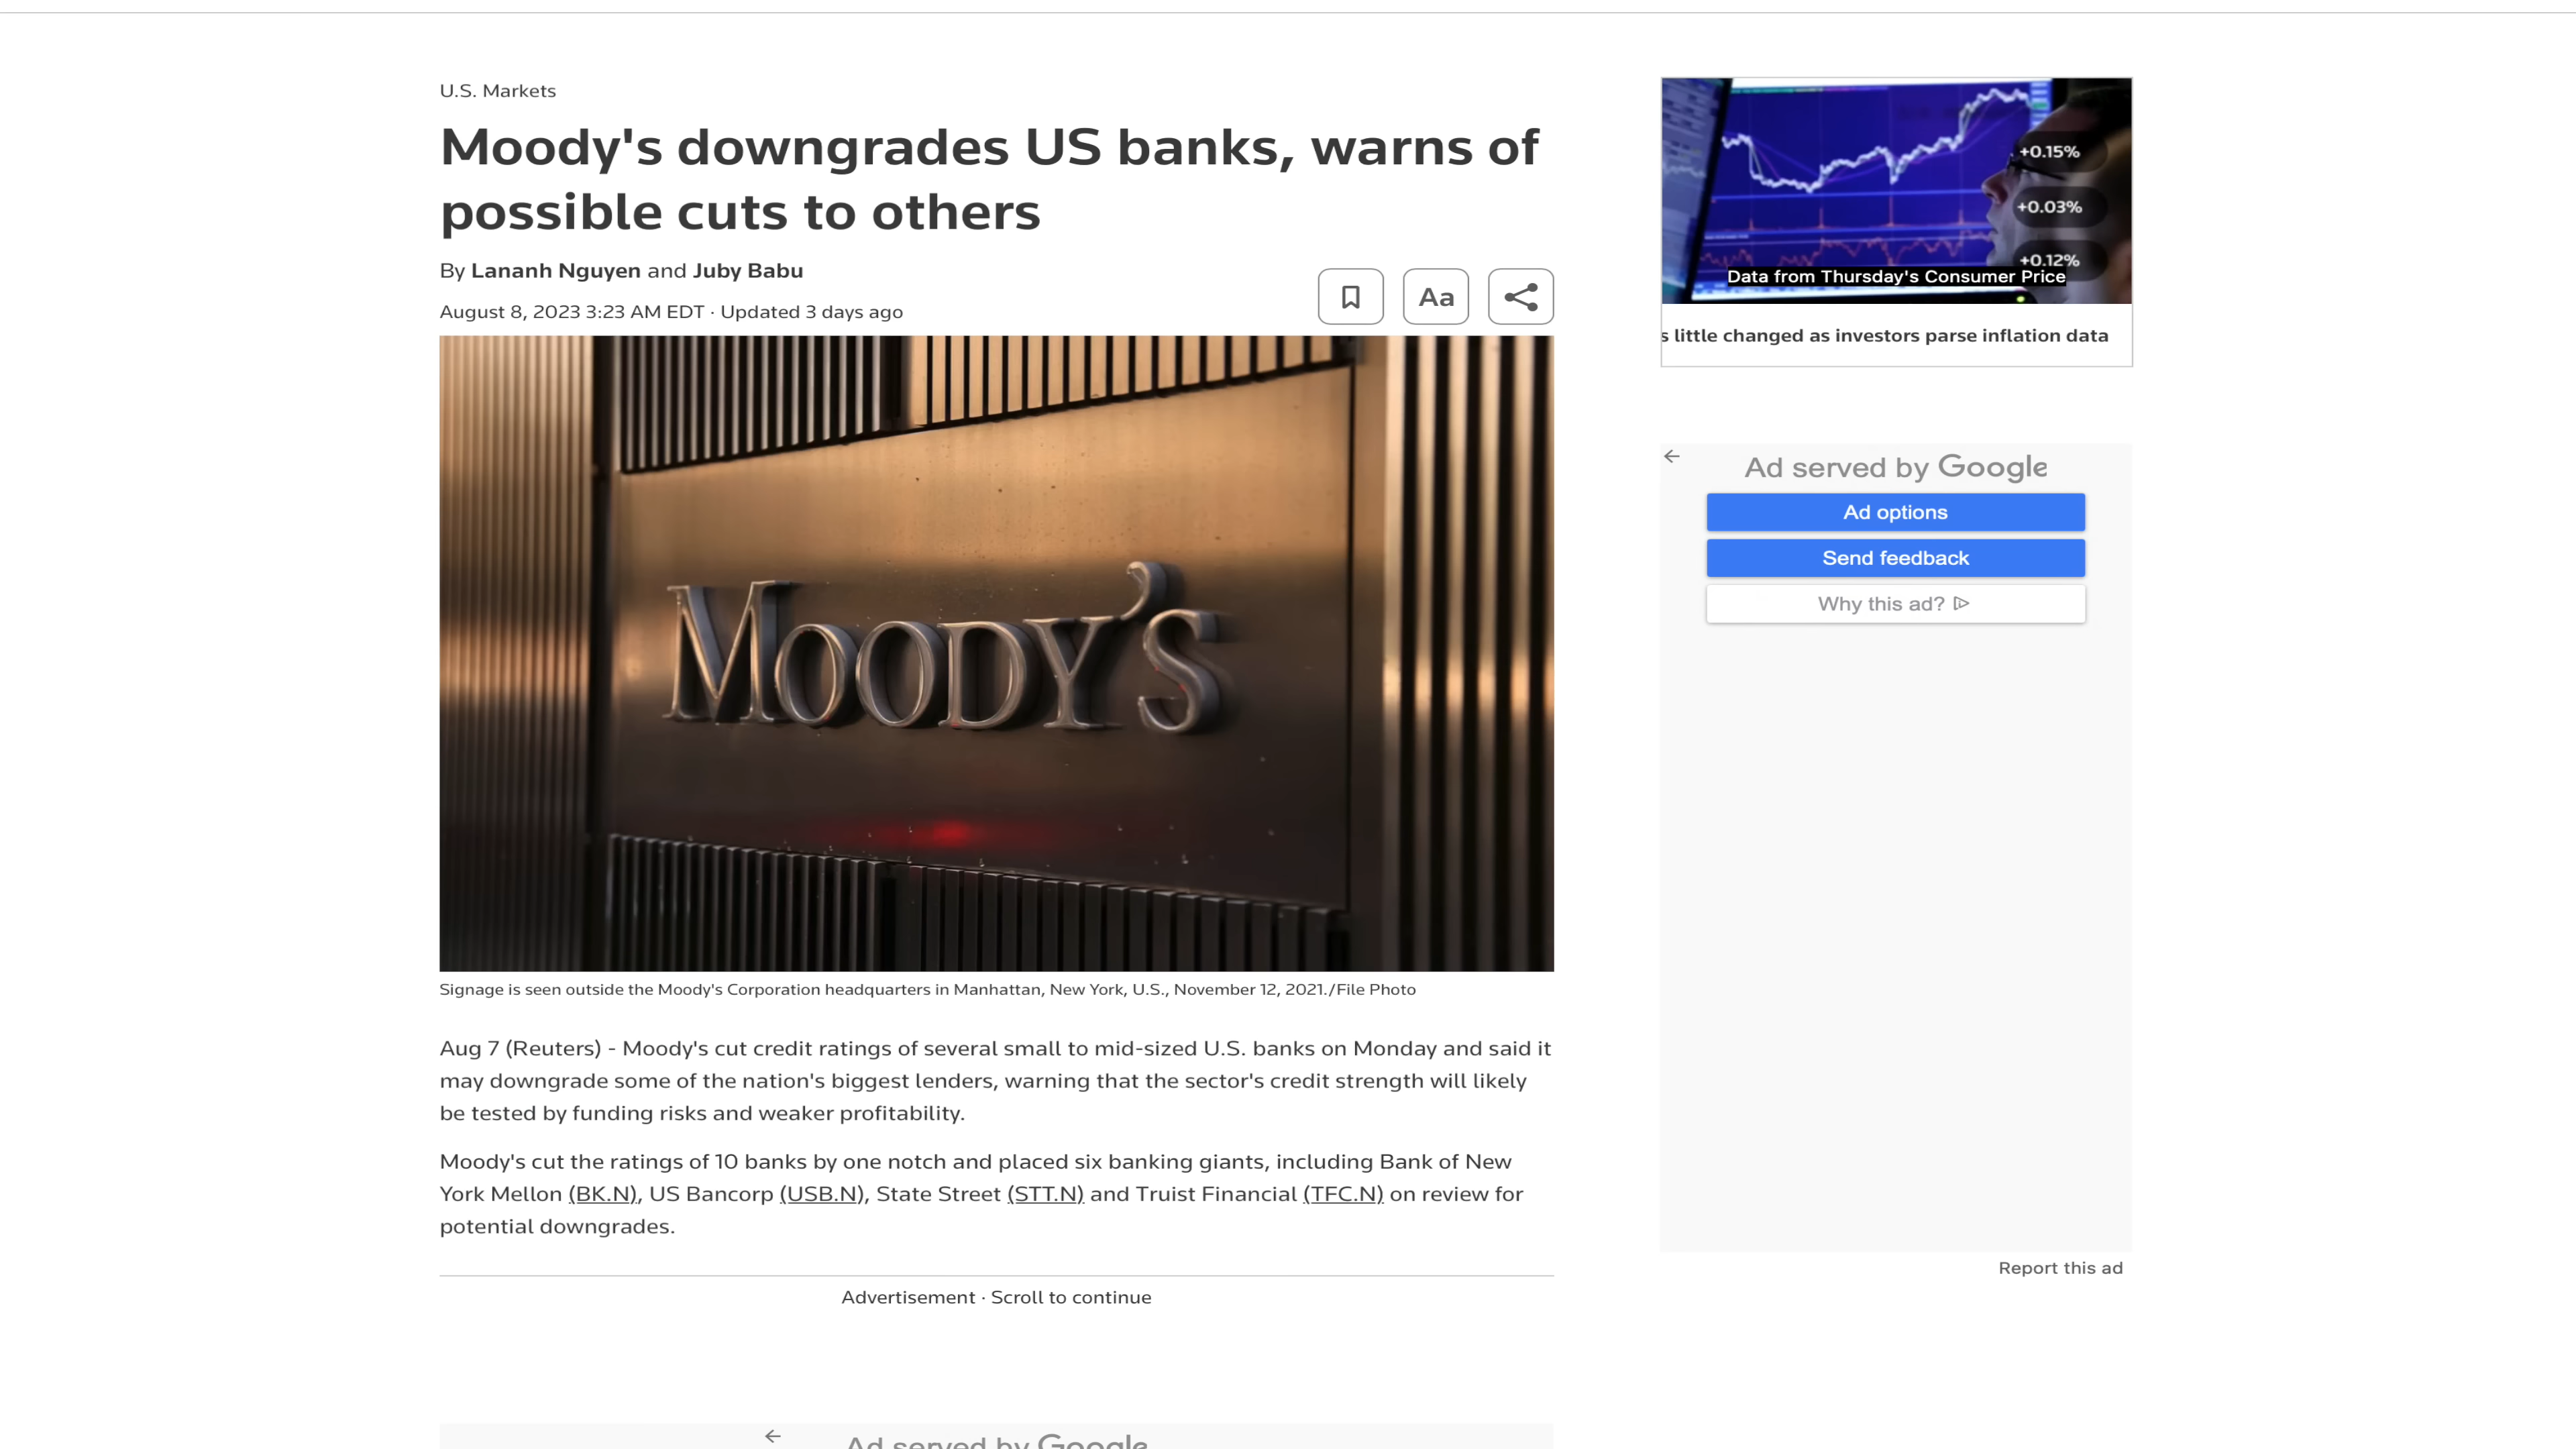 U.S. Markets
Moody's downgrades US banks, warns of
possible cuts to others
By Lananh Nguyen and Juby Babu
August 8, 2023 3:23 AM EDT · Updated 3 days ago
Aa
MOODY'S
Signage is seen outside the Moody's Corporation headquarters in Manhattan, New York, U.S., November 12, 2021./File Photo
Aug 7 (Reuters) - Moody's cut credit ratings of several small to mid-sized U.S. banks on Monday and said it
may downgrade some of the nation's biggest lenders, warning that the sector's credit strength will likely
be tested by funding risks and weaker profitability.
Moody's cut the ratings of 10 banks by one notch and placed six banking giants, including Bank of New
York Mellon (BK.N), US Bancorp (USB.N), State Street (STT.N) and Truist Financial (TFC.N) on review for
potential downgrades.
Advertisement · Scroll to continue
Ad served by Google
+0.15%
+0.03%
+0.12%
Data from Thursday's Consumer Price
s little changed as investors parse inflation data
Ad served by Google
Ad options
Send feedback
Why this ad?
Report this ad